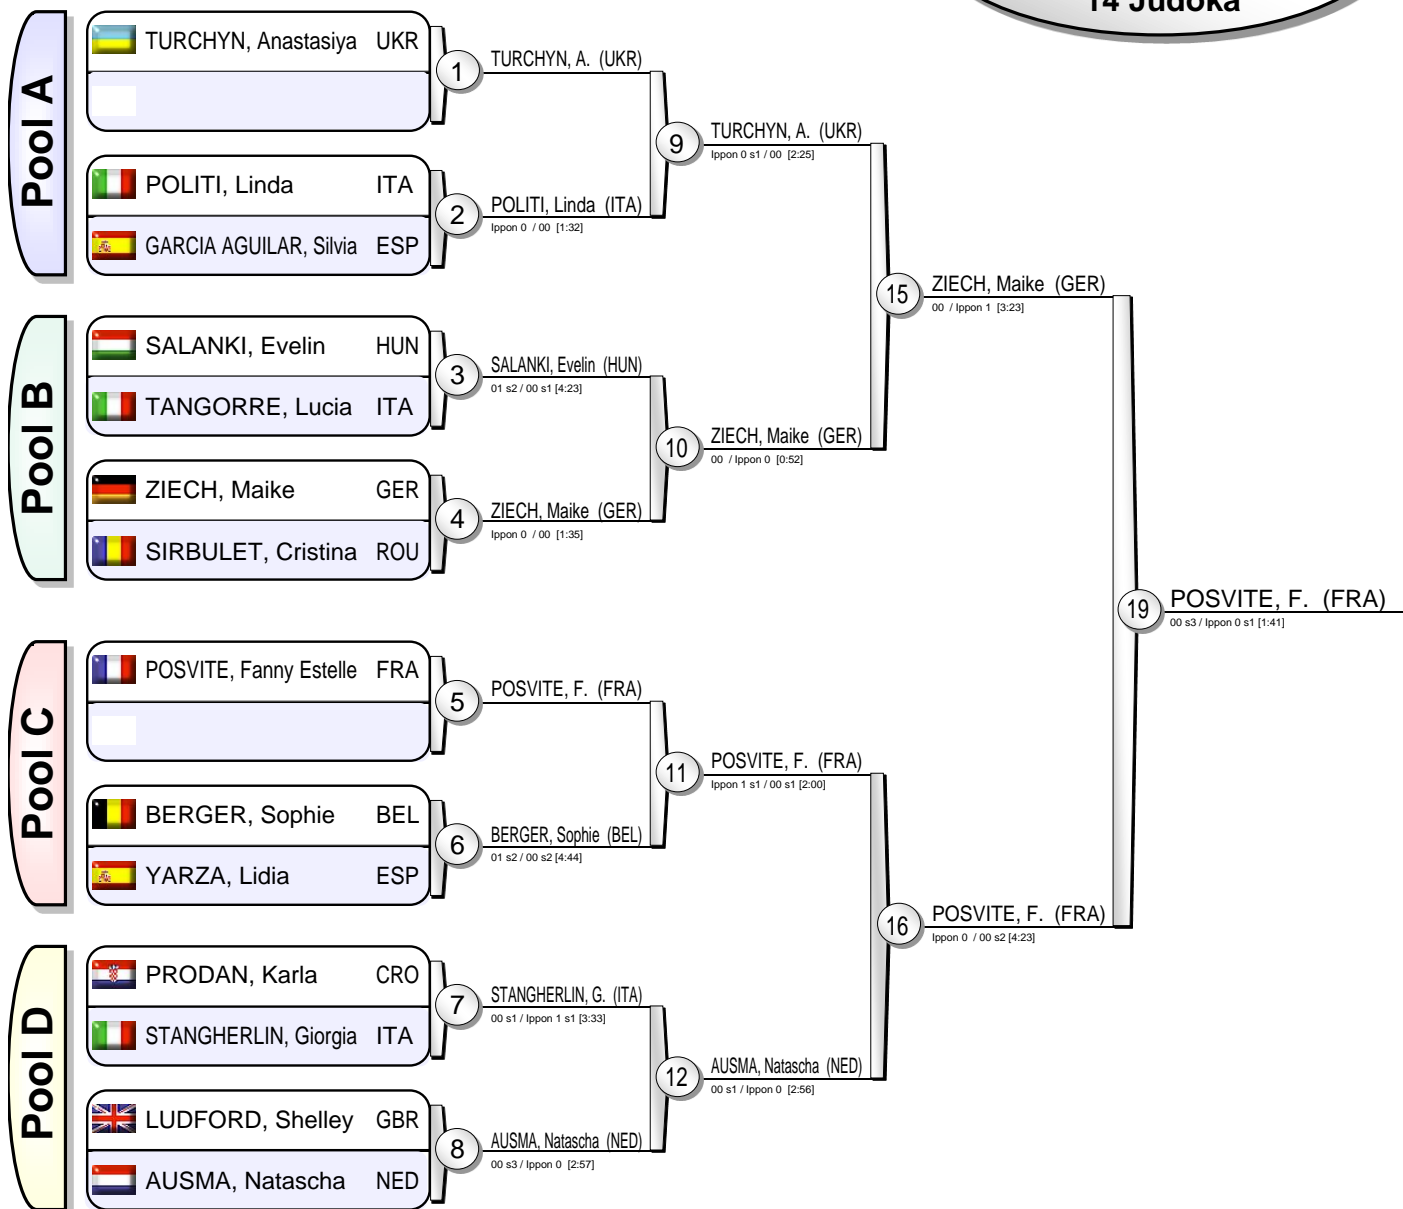 14 Judoka
Pool A
TURCHYN, Anastasiya UKR
POLITI, Linda ITA
GARCIA AGUILAR, Silvia ESP
1
TURCHYN, A. (UKR)
2
POLITI, Linda (ITA)
Ippon 0 / 00 [1:32]
9
TURCHYN, A. (UKR)
Ippon 0 s1 / 00 [2:25]
Pool B
SALANKI, Evelin HUN
TANGORRE, Lucia ITA
ZIECH, Maike GER
SIRBULET, Cristina ROU
3
SALANKI, Evelin (HUN)
01 s2 / 00 s1 [4:23]
4
ZIECH, Maike (GER)
Ippon 0 / 00 [1:35]
10
ZIECH, Maike (GER)
00 / Ippon 0 [0:52]
15
ZIECH, Maike (GER)
00 / Ippon 1 [3:23]
Pool C
POSVITE, Fanny Estelle FRA
BERGER, Sophie BEL
YARZA, Lidia ESP
5
POSVITE, F. (FRA)
6
BERGER, Sophie (BEL)
01 s2 / 00 s2 [4:44]
11
POSVITE, F. (FRA)
Ippon 1 s1 / 00 s1 [2:00]
Pool D
PRODAN, Karla CRO
STANGHERLIN, Giorgia ITA
LUDFORD, Shelley GBR
AUSMA, Natascha NED
7
STANGHERLIN, G. (ITA)
00 s1 / Ippon 1 s1 [3:33]
8
AUSMA, Natascha (NED)
00 s3 / Ippon 0 [2:57]
12
AUSMA, Natascha (NED)
00 s1 / Ippon 0 [2:56]
16
POSVITE, F. (FRA)
Ippon 0 / 00 s2 [4:23]
19
POSVITE, F. (FRA)
00 s3 / Ippon 0 s1 [1:41]